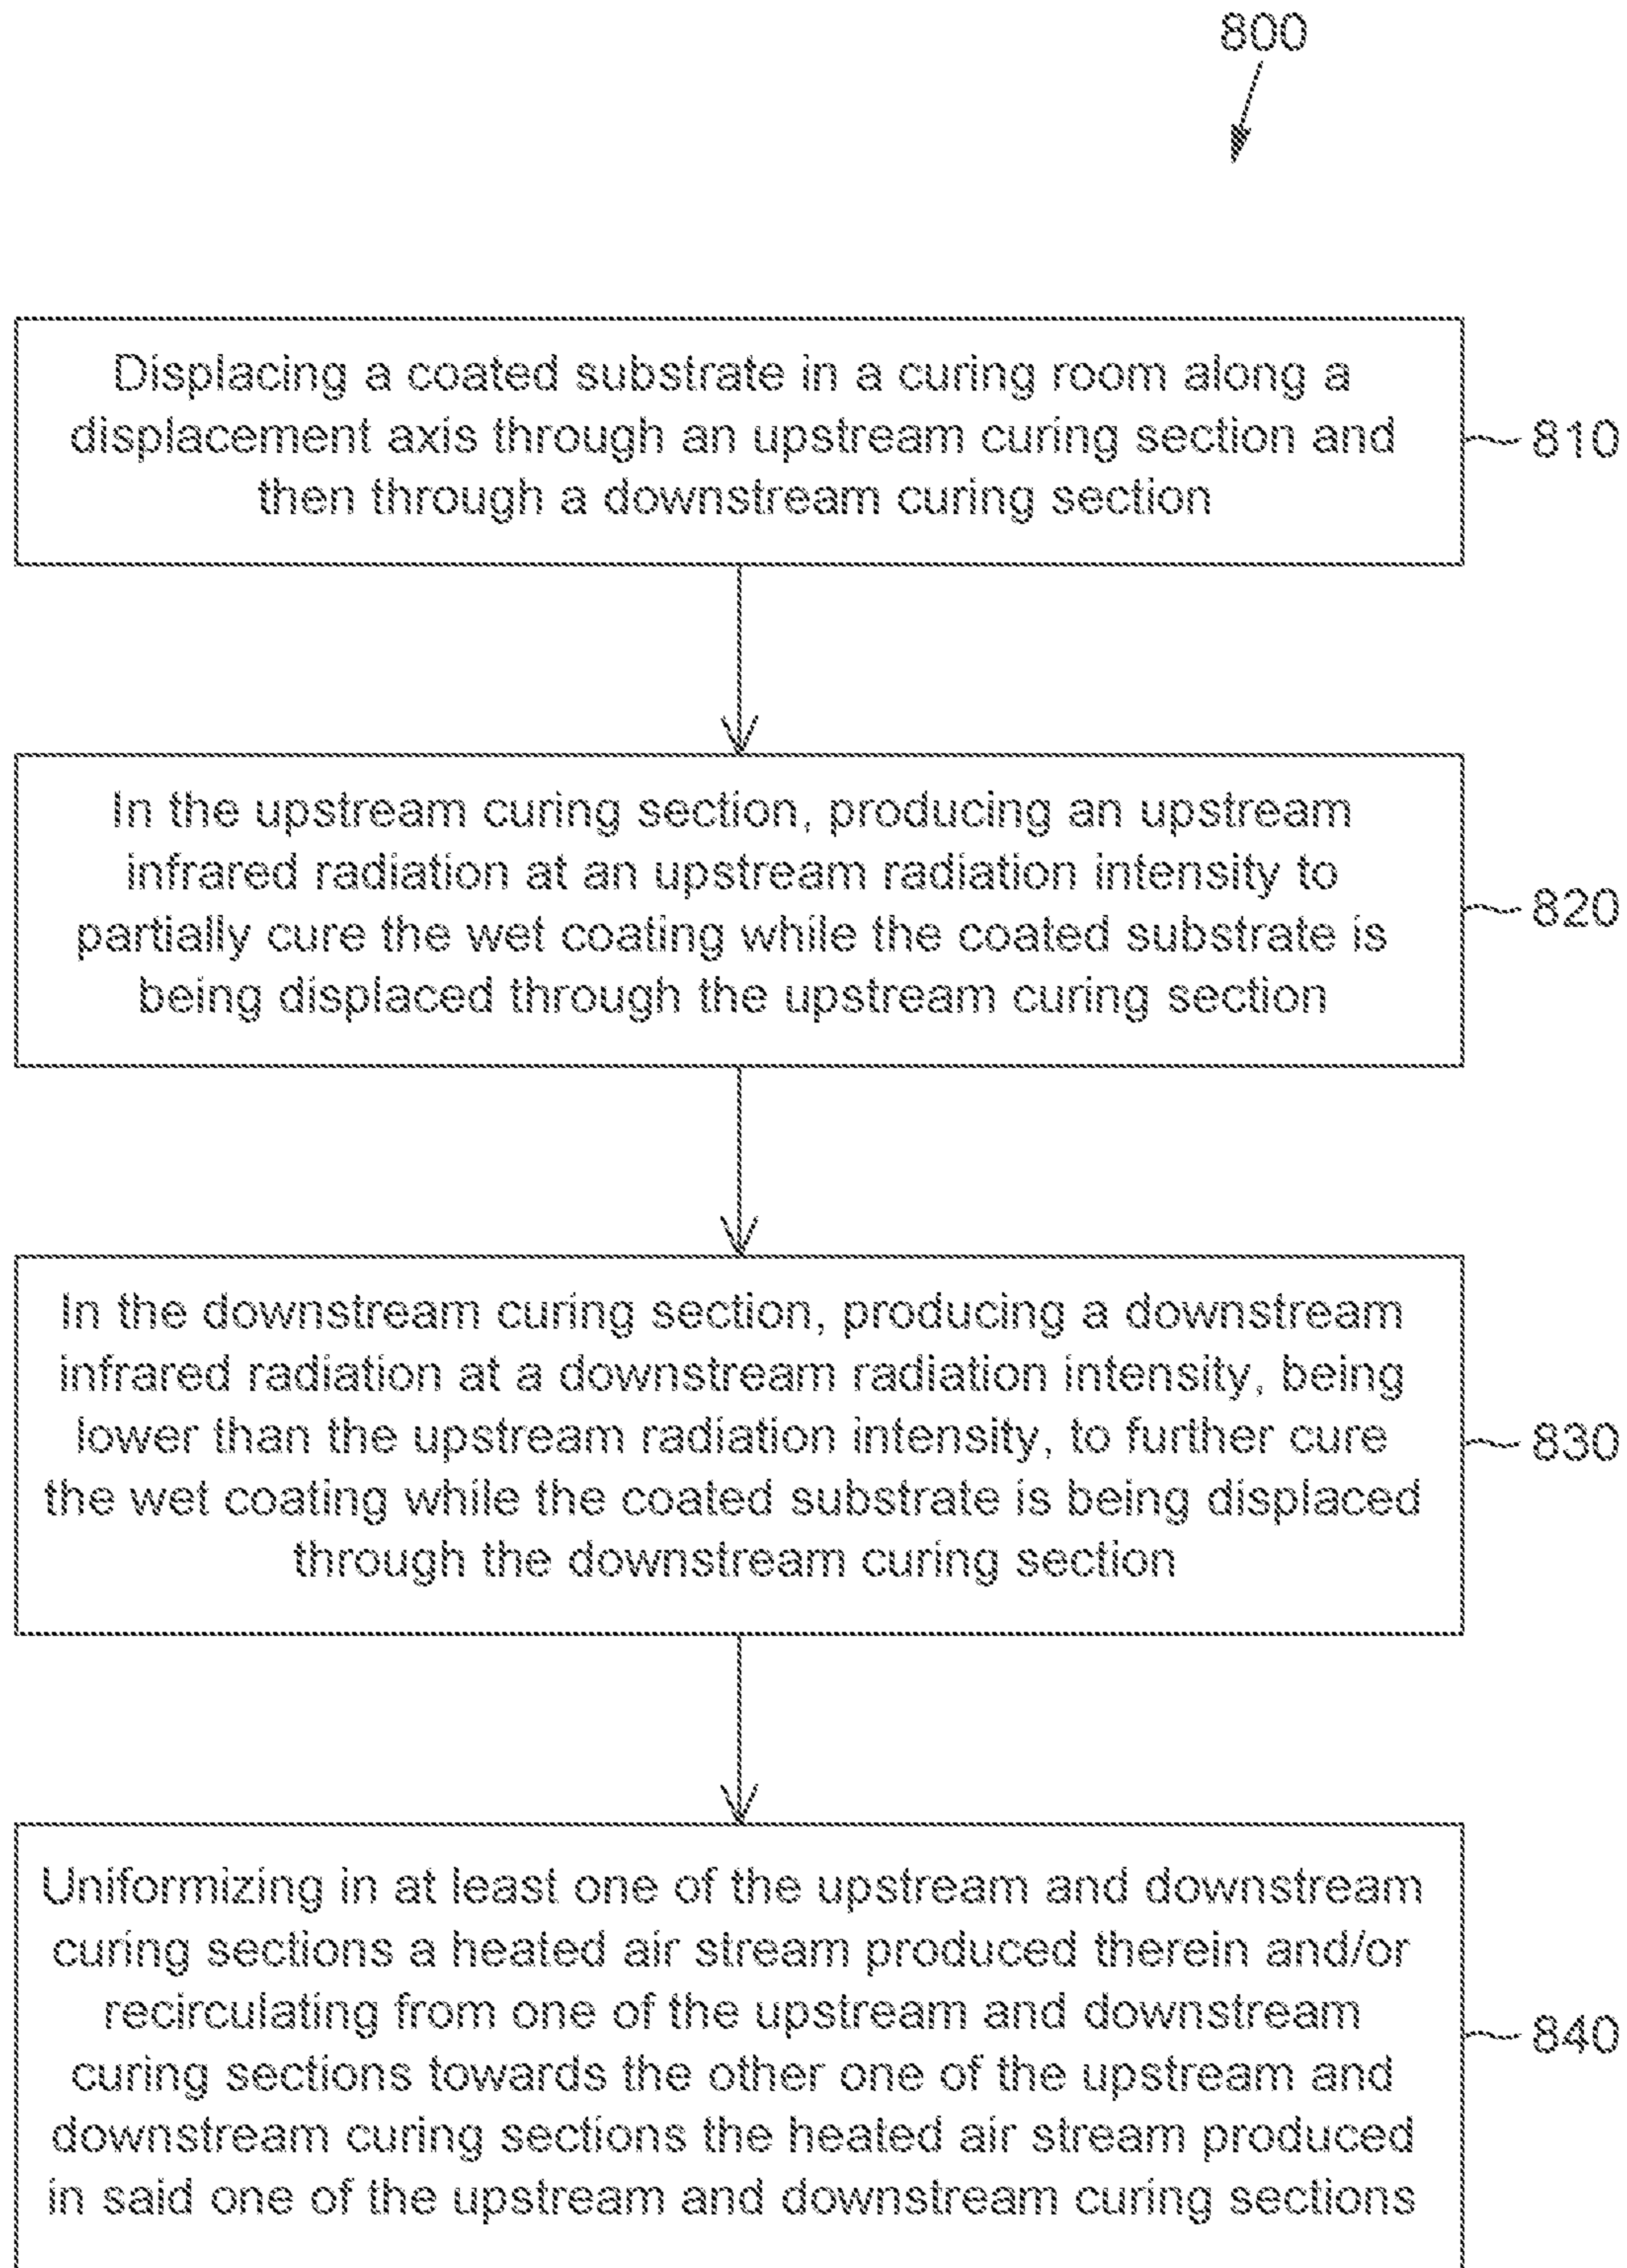 800
Displacing a coated substrate in a curing room along a
displacement axis through an upstream curing section and
then through a downstream curing section
810
In the upstream curing section, producing an upstream
infrared radiation at an upstream radiation intensity to
partially cure the wet coating while the coated substrate is
being displaced through the upstream curing section
820
In the downstream curing section, producing a downstream
infrared radiation at a downstream radiation intensity, being
lower than the upstream radiation intensity, to further cure
the wet coating while the coated substrate is being displaced
through the downstream curing section
830
Uniformizing in at least one of the upstream and downstream
curing sections a heated air stream produced therein and/or
recirculating from one of the upstream and downstream
curing sections towards the other one of the upstream and
downstream curing sections the heated air stream produced
in said one of the upstream and downstream curing sections
840